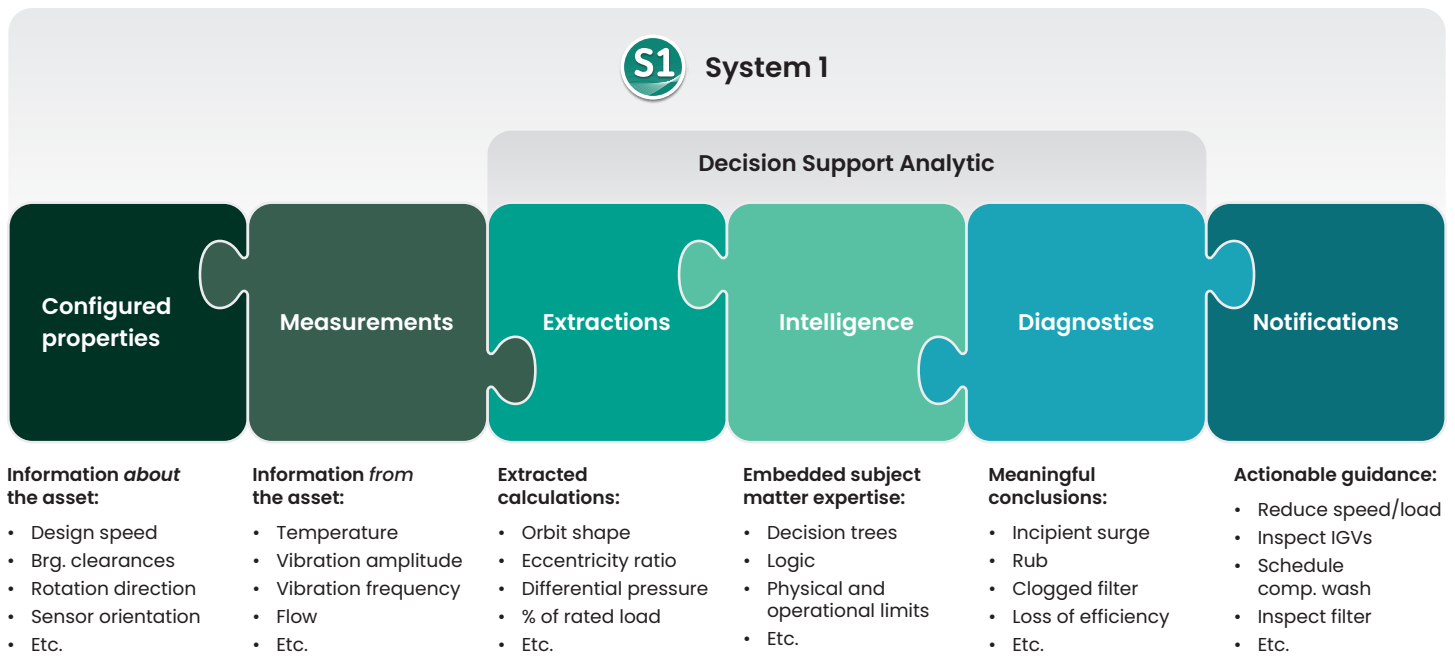 S1 System 1
Decision Support Analytic
Configured
properties
Measurements
Extractions
Intelligence
Diagnostics
Notifications
Information about
the asset:
• Design speed
• Brg. clearances
• Rotation direction
• Sensor orientation
• Etc.
Information from
the asset:
• Temperature
• Vibration amplitude
• Vibration frequency
• Flow
• Etc.
Extracted
calculations:
• Orbit shape
• Eccentricity ratio
• Differential pressure
• % of rated load
• Etc.
Embedded subject
matter expertise:
• Decision trees
• Logic
• Physical and
operational limits
• Etc.
Meaningful
conclusions:
• Incipient surge
• Rub
• Clogged filter
• Loss of efficiency
• Etc.
Actionable guidance:
• Reduce speed/load
• Inspect IGVs
• Schedule
comp. wash
• Inspect filter
• Etc.